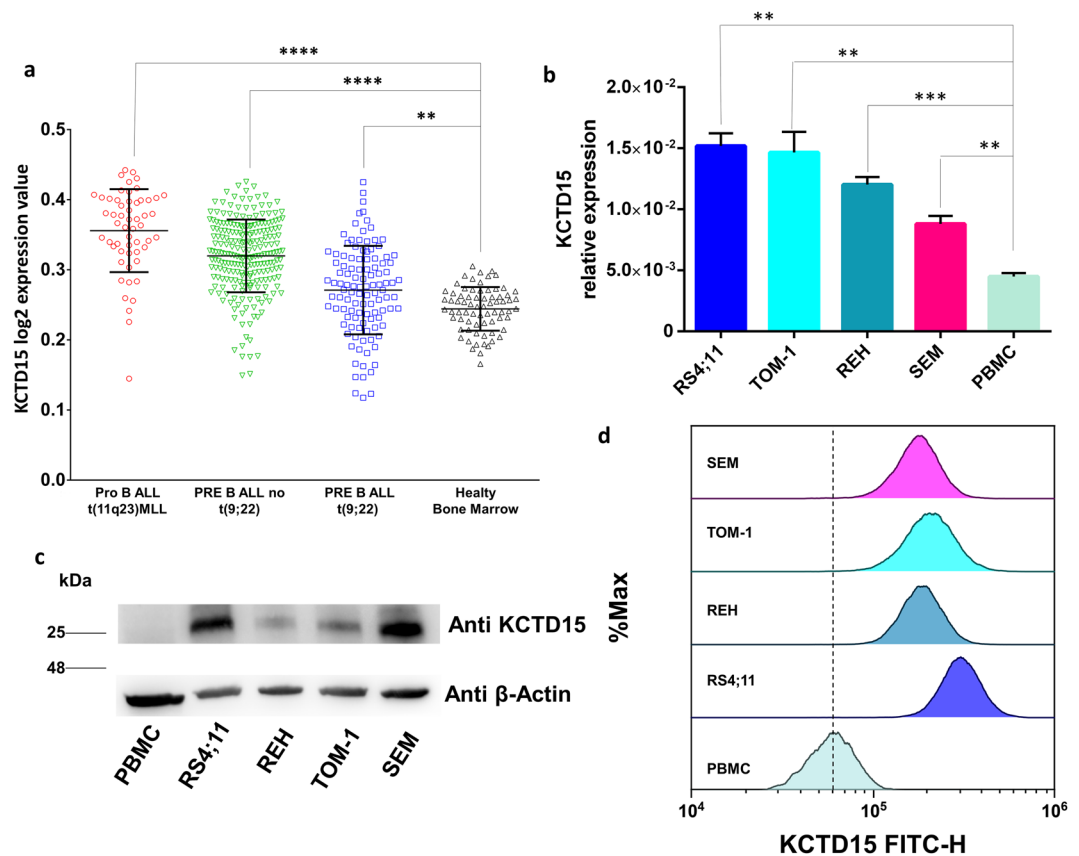 a
****
****
**
KCTD15 log2 expression value
0.5
0.4
0.3
0.2
0.1
0.0
Pro B ALL
t(11q23)MLL
PRE B ALL no
t(9;22)
PRE B ALL
t(9;22)
Healty
Bone Marrow
b
**
**
***
**
KCTD15
relative expression
2.0×10⁻²
1.5×10⁻²
1.0×10⁻²
5.0×10⁻³
0
RS4;11
TOM-1
REH
SEM
PBMC
c
kDa
25
48
Anti KCTD15
Anti β-Actin
PBMC
RS4;11
REH
TOM-1
SEM
d
%Max
SEM
TOM-1
REH
RS4;11
PBMC
10⁴
10⁵
10⁶
KCTD15 FITC-H